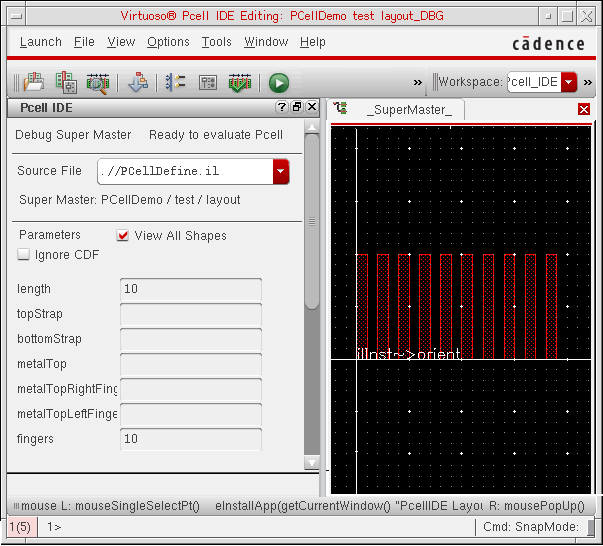 Virtuoso® Pcell IDE Editing: PCellDemo test layout_DBG
Launch File View Options Tools Window Help cādence
» Workspace: Pcell_IDE
Pcell IDE ?
_SuperMaster_
Debug Super Master Ready to evaluate Pcell
Source File .//PCellDefine.il
Super Master: PCellDemo / test / layout
Parameters View All Shapes
Ignore CDF
length 10
topStrap
bottomStrap
metalTop
illnst~>orient
metalTopRightFing
metalTopLeftFinge
fingers 10
mouse L: mouseSingleSelectPt() eInstallApp(getCurrentWindow() "PcellIDE Layou R: mousePopUp()
1(5) 1> Cmd: SnapMode: